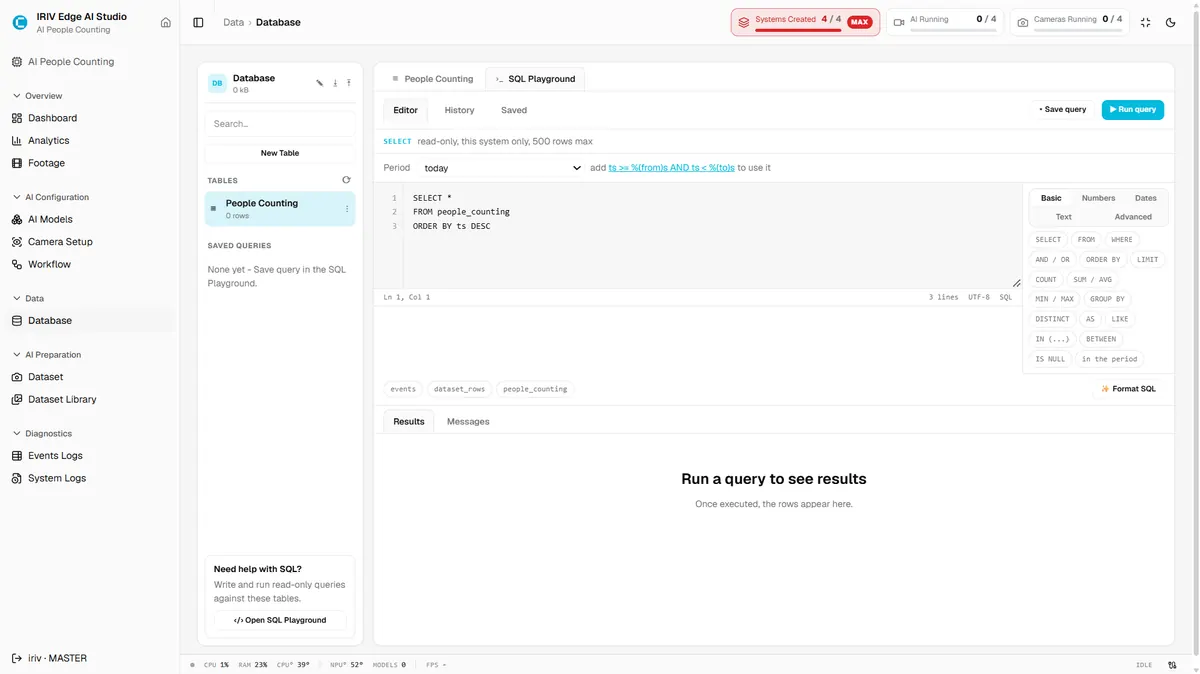 IRIV Edge AI Studio
AI People Counting
AI People Counting
Overview
Dashboard
Analytics
Footage
AI Configuration
AI Models
Camera Setup
Workflow
Data
Database
AI Preparation
Dataset
Dataset Library
Diagnostics
Events Logs
System Logs
iriv · MASTER
Data › Database
Systems Created 4 / 4 MAX
AI Running 0 / 4
Cameras Running 0 / 4
DB Database
0 kB
Search...
New Table
TABLES
People Counting
0 rows
SAVED QUERIES
None yet - Save query in the SQL
Playground.
Need help with SQL?
Write and run read-only queries
against these tables.
</> Open SQL Playground
People Counting
>_ SQL Playground
Editor History Saved
Save query
Run query
SELECT read-only, this system only, 500 rows max
Period today add ts >= %(from)s AND ts < %(to)s to use it
1 SELECT *
2 FROM people_counting
3 ORDER BY ts DESC
Ln 1, Col 1 3 lines UTF-8 SQL
Basic Numbers Dates
Text Advanced
SELECT FROM WHERE
AND / OR ORDER BY LIMIT
COUNT SUM / AVG
MIN / MAX GROUP BY
DISTINCT AS LIKE
IN (...) BETWEEN
IS NULL in the period
events dataset_rows people_counting
Format SQL
Results Messages
Run a query to see results
Once executed, the rows appear here.
CPU 1% RAM 23% CPU° 39° NPU° 52° MODELS 0 FPS -
IDLE